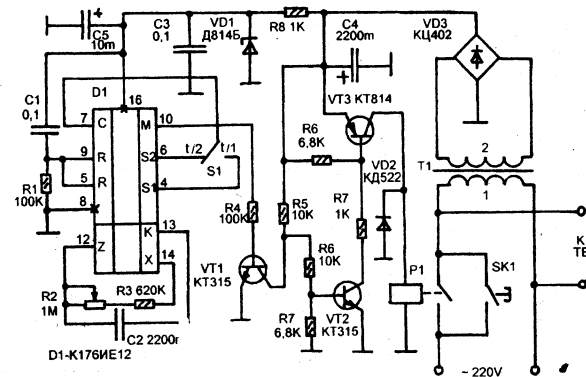 C3
0,1
VD1
Д814Б
R8 1K
C4
2200m
VD3
КЦ402
+
C5
10m
D1
16
C1
0,1
7 C M 10
VT3 КТ814
+
R6
6,8K
9 R S2 6 t/2 t/1
VD2
КД522
T1
2
5 R S1 4 S1
R1
100K
8
R4
100K
R5
10K
R7
1K
1
K 13
12 Z
X 14
VT1
КТ315
R6
10K
P1
SK1
К
ТЕ
R2
1M
R3 620K
R7
6,8K
VT2
КТ315
C2 2200г
D1-К176ИЕ12
~ 220V